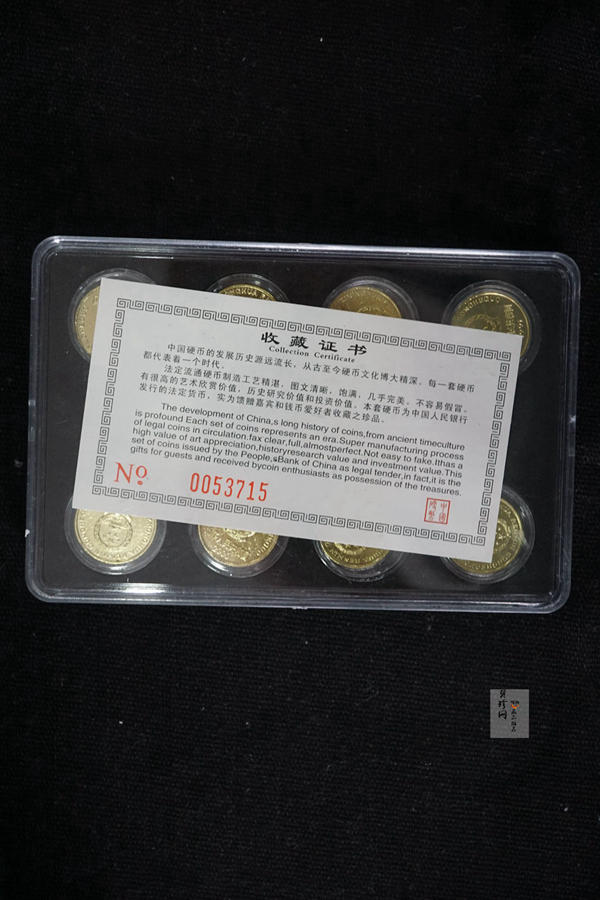 收藏证书
Collection Certificate
中国硬币的发展历史源远流长，从古至今硬币文化博大精深，每一套硬币
都代表着一个时代。
法定流通硬币制造工艺精湛，图文清晰，饱满，几乎完美。不容易假冒。
有很高的艺术欣赏价值，历史研究价值和投资价值。本套硬币为中国人民银行
发行的法定货币，实为馈赠嘉宾和钱币爱好者收藏之珍品。
The development of China,s long history of coins,from ancient timeculture
is profound Each set of coins represents an era.Super manufacturing process
of legal coins in circulation.fax clear,full,almostperfect.Not easy to fake.Ithas a
high value of art appreciation,historyresearch value and investment value.This
set of coins issued by the People,sBank of China as legal tender,in fact,it is the
gifts for guests and received bycoin enthusiasts as possession of the treasures.
No. 0053715
中國